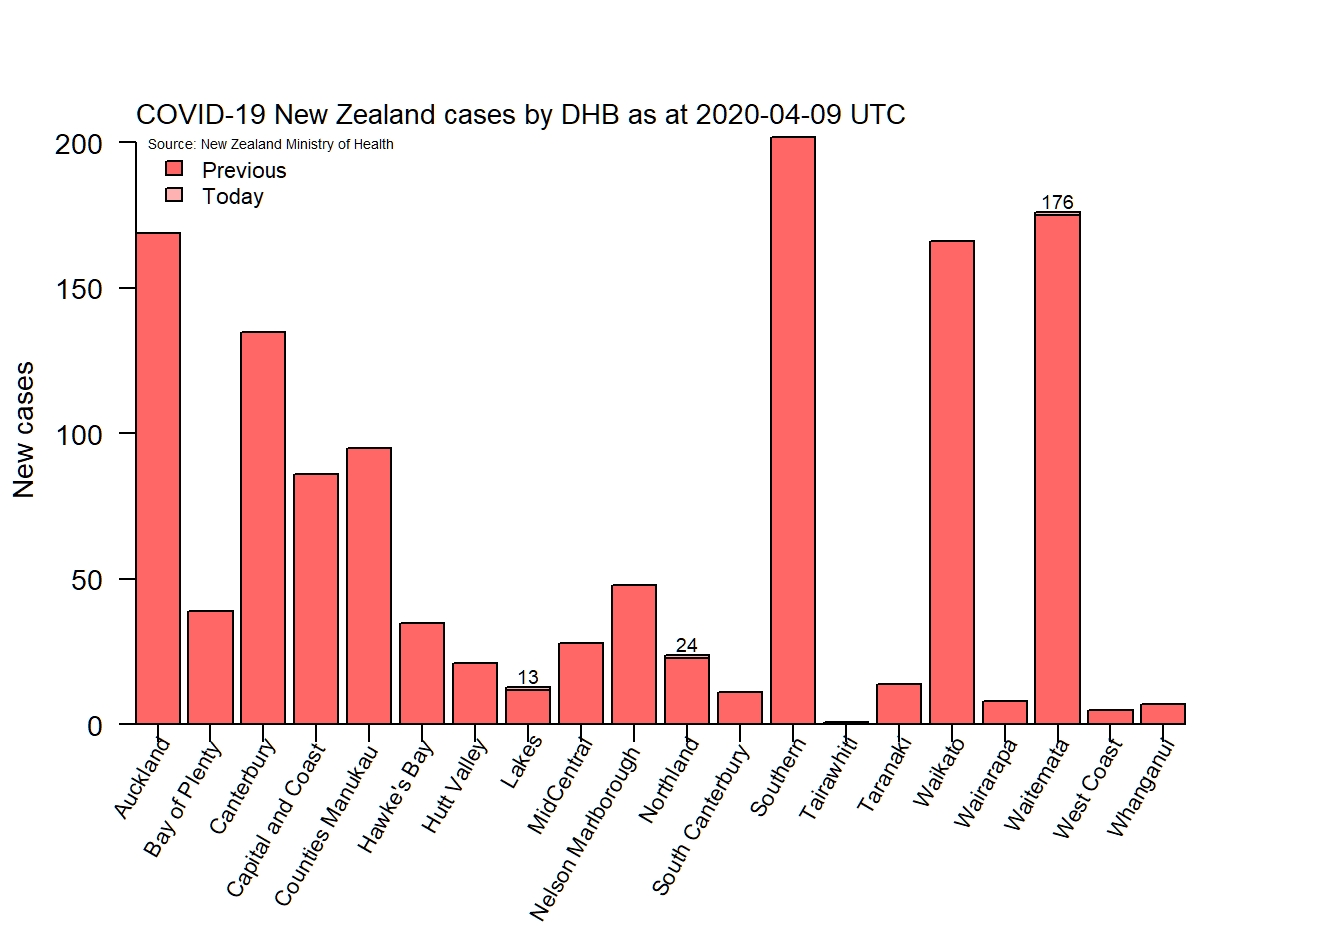 COVID-19 New Zealand cases by DHB as at 2020-04-09 UTC
Source: New Zealand Ministry of Health
Previous
Today
New cases
200
150
100
50
0
176
24
13
Auckland
Bay of Plenty
Canterbury
Capital and Coast
Counties Manukau
Hawke's Bay
Hutt Valley
Lakes
MidCentral
Nelson Marlborough
Northland
South Canterbury
Southern
Tairawhiti
Taranaki
Waikato
Wairarapa
Waitemata
West Coast
Whanganui